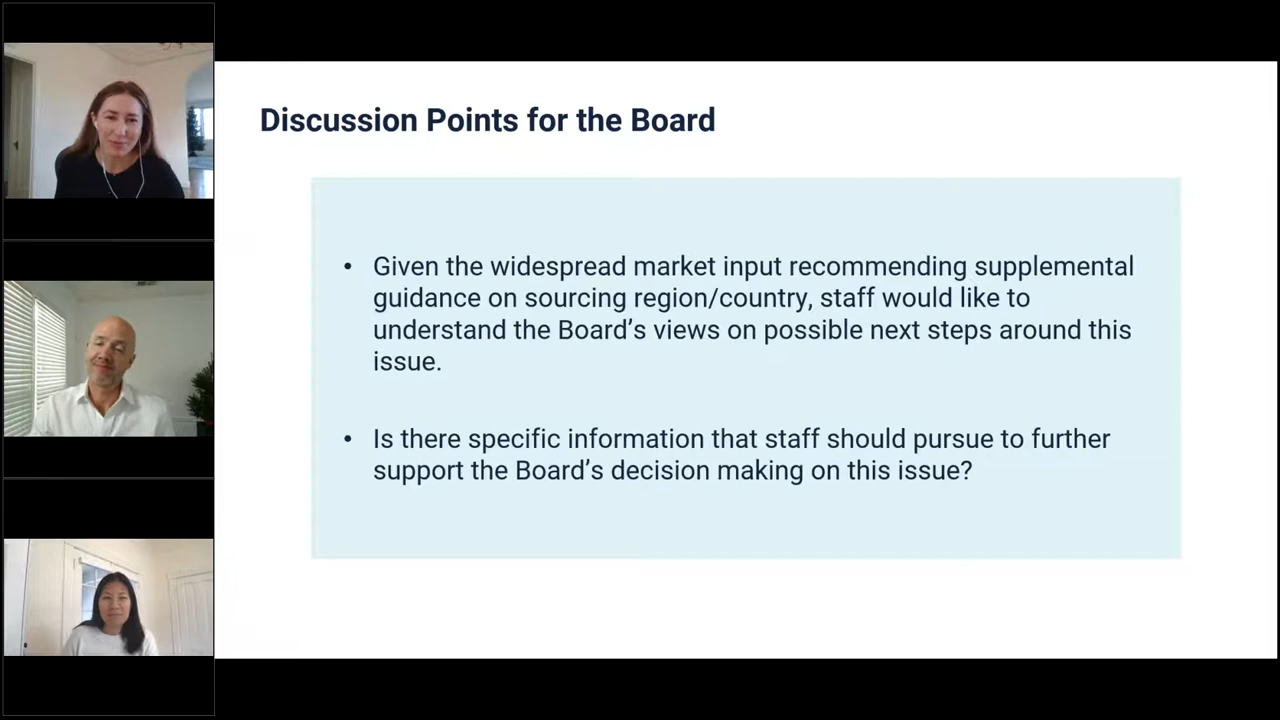 Discussion Points for the Board
• Given the widespread market input recommending supplemental
guidance on sourcing region/country, staff would like to
understand the Board’s views on possible next steps around this
issue.
• Is there specific information that staff should pursue to further
support the Board’s decision making on this issue?